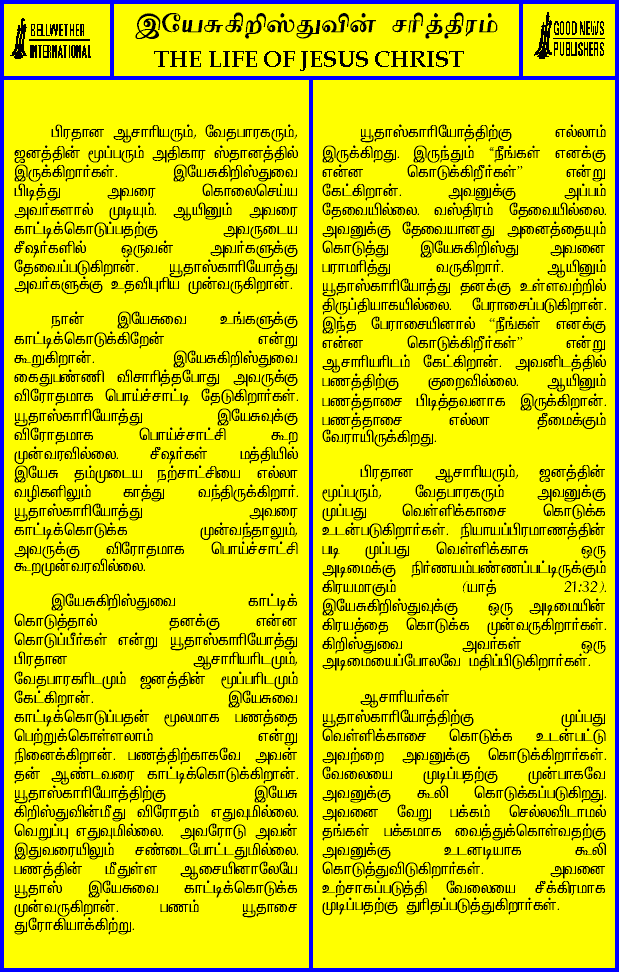 BELLWETHER
INTERNATIONAL
இயேசுகிறிஸ்துவின் சரித்திரம்
THE LIFE OF JESUS CHRIST
GOOD NEWS
PUBLISHERS
பிரதான ஆசாரியரும், வேதபாரகரும்,
ஜனத்தின் மூப்பரும் அதிகார ஸ்தானத்தில்
இருக்கிறார்கள். இயேசுகிறிஸ்துவை
பிடித்து அவரை கொலைசெய்ய
அவர்களால் முடியும். ஆயினும் அவரை
காட்டிக்கொடுப்பதற்கு அவருடைய
சீஷர்களில் ஒருவன் அவர்களுக்கு
தேவைப்படுகிறான். யூதாஸ்காரியோத்து
அவர்களுக்கு உதவிபுரிய முன்வருகிறான்.
நான் இயேசுவை உங்களுக்கு
காட்டிக்கொடுக்கிறேன் என்று
கூறுகிறான். இயேசுகிறிஸ்துவை
கைதுபண்ணி விசாரித்தபோது அவருக்கு
விரோதமாக பொய்ச்சாட்டி தேடுகிறார்கள்.
யூதாஸ்காரியோத்து இயேசுவுக்கு
விரோதமாக பொய்ச்சாட்சி கூற
முன்வரவில்லை. சீஷர்கள் மத்தியில்
இயேசு தம்முடைய நற்சாட்சியை எல்லா
வழிகளிலும் காத்து வந்திருக்கிறார்.
யூதாஸ்காரியோத்து அவரை
காட்டிக்கொடுக்க முன்வந்தாலும்,
அவருக்கு விரோதமாக பொய்ச்சாட்சி
கூறமுன்வரவில்லை.
இயேசுகிறிஸ்துவை காட்டிக்
கொடுத்தால் தனக்கு என்ன
கொடுப்பீர்கள் என்று யூதாஸ்காரியோத்து
பிரதான ஆசாரியரிடமும்,
வேதபாரகரிடமும் ஜனத்தின் மூப்பரிடமும்
கேட்கிறான். இயேசுவை
காட்டிக்கொடுப்பதன் மூலமாக பணத்தை
பெற்றுக்கொள்ளலாம் என்று
நினைக்கிறான். பணத்திற்காகவே அவன்
தன் ஆண்டவரை காட்டிக்கொடுக்கிறான்.
யூதாஸ்காரியோத்திற்கு இயேசு
கிறிஸ்துவின்மீது விரோதம் எதுவுமில்லை.
வெறுப்பு எதுவுமில்லை. அவரோடு அவன்
இதுவரையிலும் சண்டைபோட்டதுமில்லை.
பணத்தின் மீதுள்ள ஆசையினாலேயே
யூதாஸ் இயேசுவை காட்டிக்கொடுக்க
முன்வருகிறான். பணம் யூதாசை
துரோகியாக்கிற்று.
யூதாஸ்காரியோத்திற்கு எல்லாம்
இருக்கிறது. இருந்தும் “நீங்கள் எனக்கு
என்ன கொடுக்கிறீர்கள்” என்று
கேட்கிறான். அவனுக்கு அப்பம்
தேவையில்லை. வஸ்திரம் தேவையில்லை.
அவனுக்கு தேவையானது அனைத்தையும்
கொடுத்து இயேசுகிறிஸ்து அவனை
பராமரித்து வருகிறார். ஆயினும்
யூதாஸ்காரியோத்து தனக்கு உள்ளவற்றில்
திருப்தியாகயில்லை. பேராசைப்படுகிறான்.
இந்த பேராசையினால் “நீங்கள் எனக்கு
என்ன கொடுக்கிறீர்கள்” என்று
ஆசாரியரிடம் கேட்கிறான். அவனிடத்தில்
பணத்திற்கு குறைவில்லை. ஆயினும்
பணத்தாசை பிடித்தவனாக இருக்கிறான்.
பணத்தாசை எல்லா தீமைக்கும்
வேராயிருக்கிறது.
பிரதான ஆசாரியரும், ஜனத்தின்
மூப்பரும், வேதபாரகரும் அவனுக்கு
முப்பது வெள்ளிக்காசை கொடுக்க
உடன்படுகிறார்கள். நியாயப்பிரமாணத்தின்
படி முப்பது வெள்ளிக்காசு ஒரு
அடிமைக்கு நிர்ணயம்பண்ணப்பட்டிருக்கும்
கிரயமாகும் (யாத் 21:32).
இயேசுகிறிஸ்துவுக்கு ஒரு அடிமையின்
கிரயத்தை கொடுக்க முன்வருகிறார்கள்.
கிறிஸ்துவை அவர்கள் ஒரு
அடிமையைப்போலவே மதிப்பிடுகிறார்கள்.
ஆசாரியர்கள்
யூதாஸ்காரியோத்திற்கு முப்பது
வெள்ளிக்காசை கொடுக்க உடன்பட்டு
அவற்றை அவனுக்கு கொடுக்கிறார்கள்.
வேலையை முடிப்பதற்கு முன்பாகவே
அவனுக்கு கூலி கொடுக்கப்படுகிறது.
அவனை வேறு பக்கம் செல்லவிடாமல்
தங்கள் பக்கமாக வைத்துக்கொள்வதற்கு
அவனுக்கு உடனடியாக கூலி
கொடுத்துவிடுகிறார்கள். அவனை
உற்சாகப்படுத்தி வேலையை சீக்கிரமாக
முடிப்பதற்கு துரிதப்படுத்துகிறார்கள்.